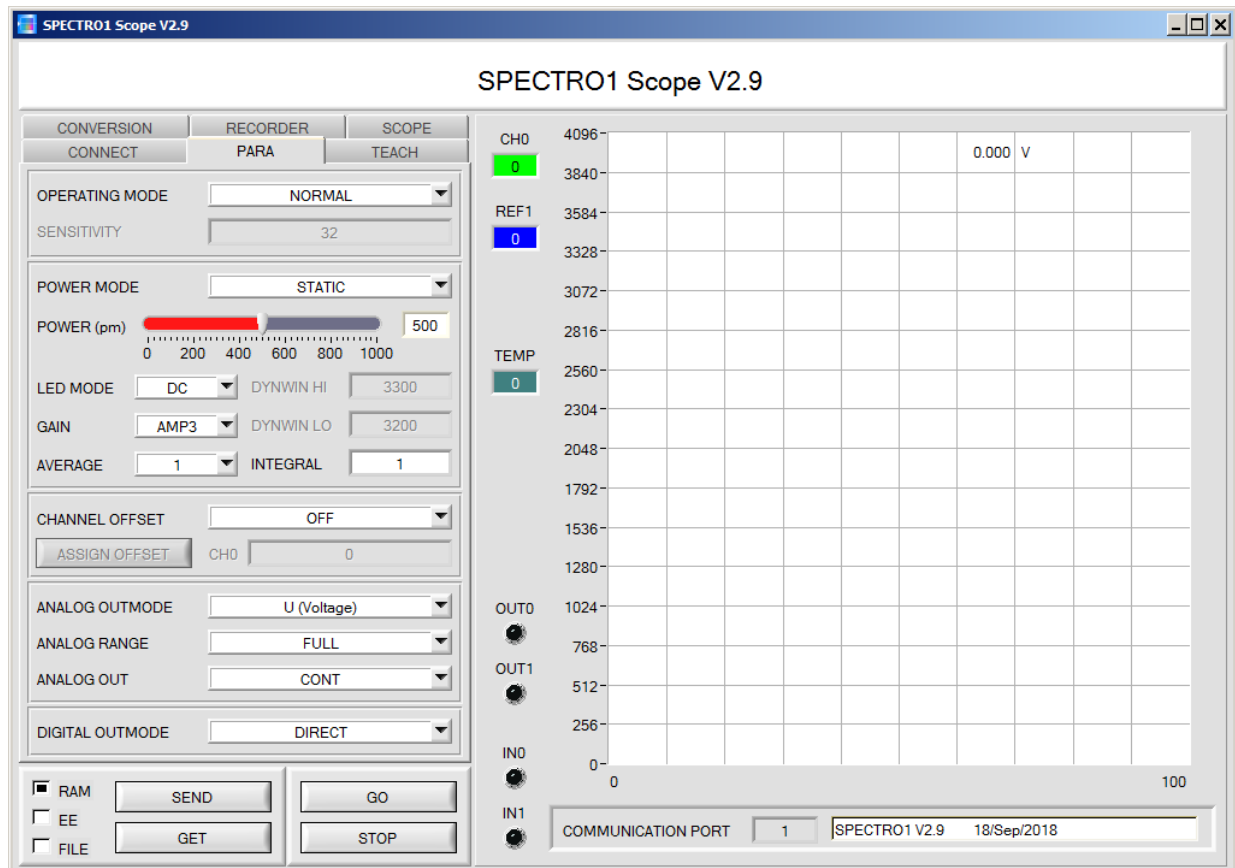 SPECTRO1 Scope V2.9
SPECTRO1 Scope V2.9
CONVERSION RECORDER SCOPE
CONNECT PARA TEACH
OPERATING MODE NORMAL
SENSITIVITY 32
POWER MODE STATIC
POWER (pm) 500
0 200 400 600 800 1000
LED MODE DC DYNWIN HI 3300
GAIN AMP3 DYNWIN LO 3200
AVERAGE 1 INTEGRAL 1
CHANNEL OFFSET OFF
ASSIGN OFFSET CH0 0
ANALOG OUTMODE U (Voltage)
ANALOG RANGE FULL
ANALOG OUT CONT
DIGITAL OUTMODE DIRECT
RAM
EE
FILE
SEND GO
GET STOP
CH0
0
REF1
0
TEMP
0
OUT0
OUT1
IN0
IN1
4096
3840
3584
3328
3072
2816
2560
2304
2048
1792
1536
1280
1024
768
512
256
0
0.000 V
0 100
COMMUNICATION PORT 1 SPECTRO1 V2.9 18/Sep/2018